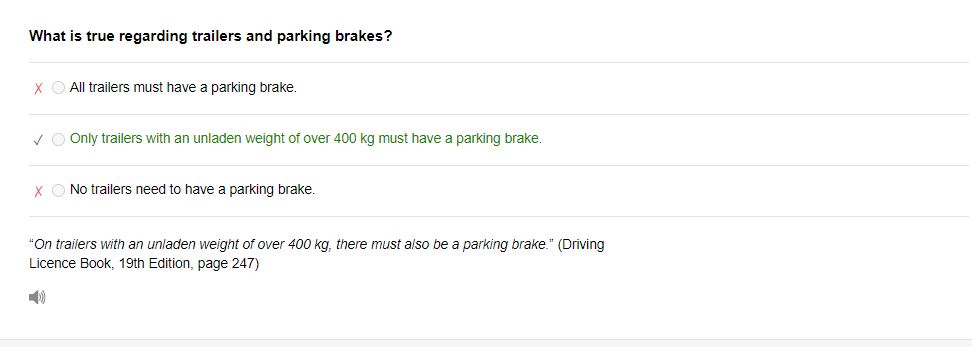 What is true regarding trailers and parking brakes?
All trailers must have a parking brake.
Only trailers with an unladen weight of over 400 kg must have a parking brake.
No trailers need to have a parking brake.
“On trailers with an unladen weight of over 400 kg, there must also be a parking brake.” (Driving
Licence Book, 19th Edition, page 247)